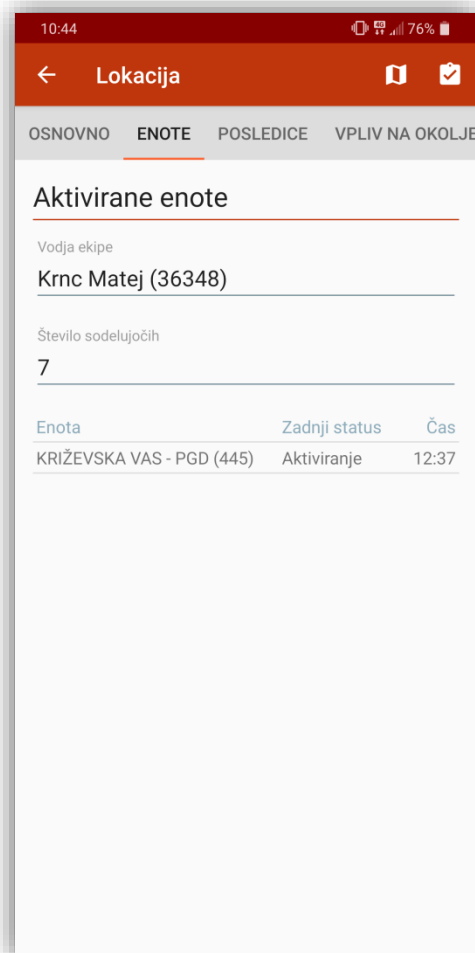 10:44
4G
76%
Lokacija
OSNOVNO ENOTE POSLEDICE VPLIV NA OKOLJE
Aktivirane enote
Vodja ekipe
Krnc Matej (36348)
Število sodelujočih
7
Enota Zadnji status Čas
KRIŽEVSKA VAS - PGD (445) Aktiviranje 12:37